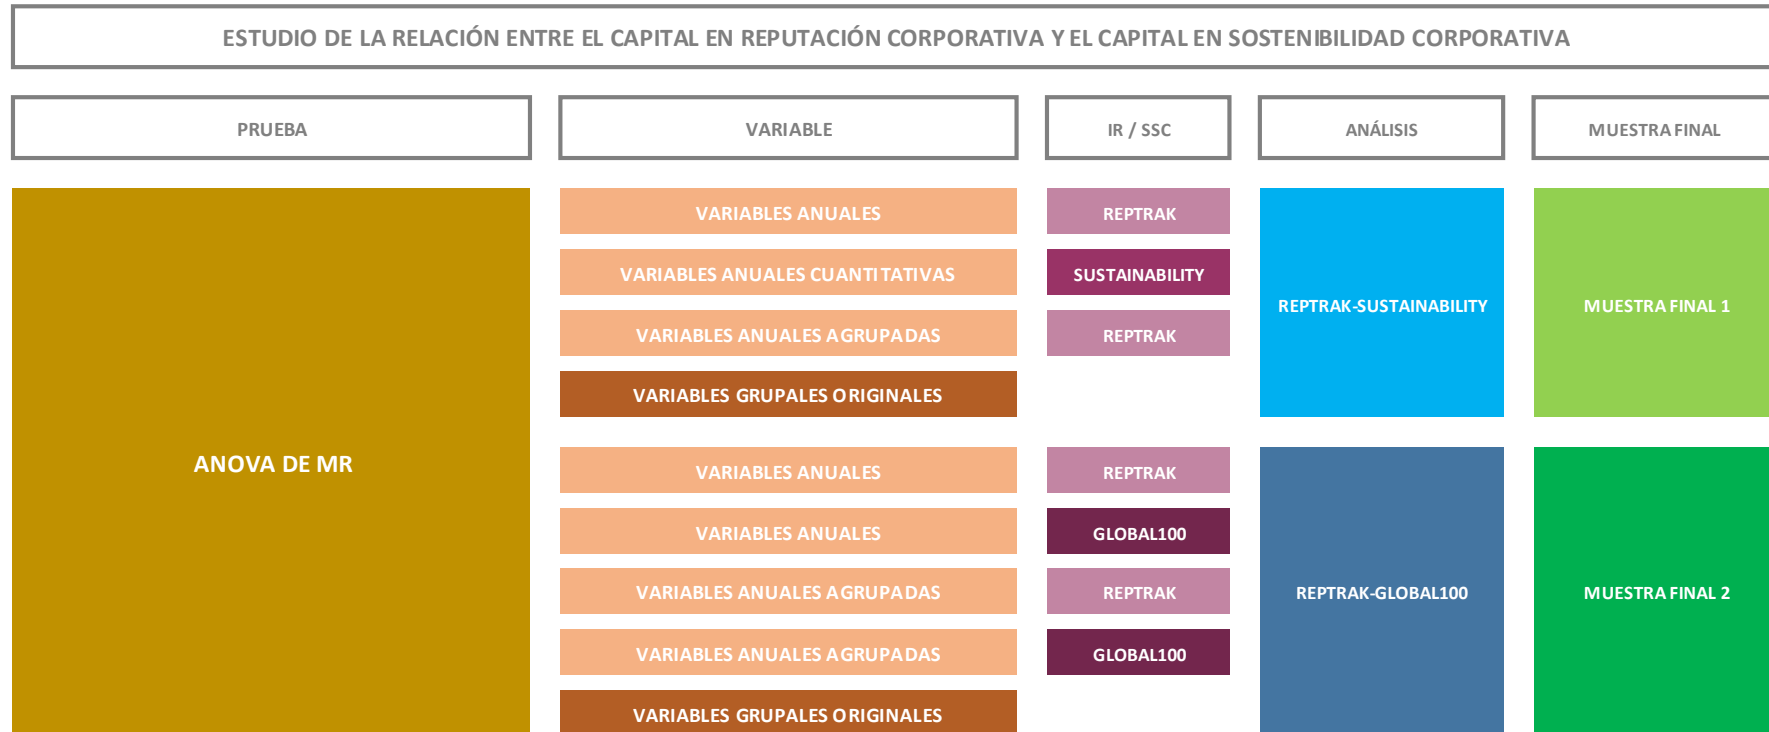 ESTUDIO DE LA RELACIÓN ENTRE EL CAPITAL EN REPUTACIÓN CORPORATIVA Y EL CAPITAL EN SOSTENIBILIDAD CORPORATIVA
PRUEBA
VARIABLE
IR / SSC
ANÁLISIS
MUESTRA FINAL
ANOVA DE MR
VARIABLES ANUALES
REPTRAK
VARIABLES ANUALES CUANTITATIVAS
SUSTAINABILITY
VARIABLES ANUALES AGRUPADAS
REPTRAK
VARIABLES GRUPALES ORIGINALES
REPTRAK-SUSTAINABILITY
MUESTRA FINAL 1
VARIABLES ANUALES
REPTRAK
VARIABLES ANUALES
GLOBAL100
VARIABLES ANUALES AGRUPADAS
REPTRAK
VARIABLES ANUALES AGRUPADAS
GLOBAL100
VARIABLES GRUPALES ORIGINALES
REPTRAK-GLOBAL100
MUESTRA FINAL 2